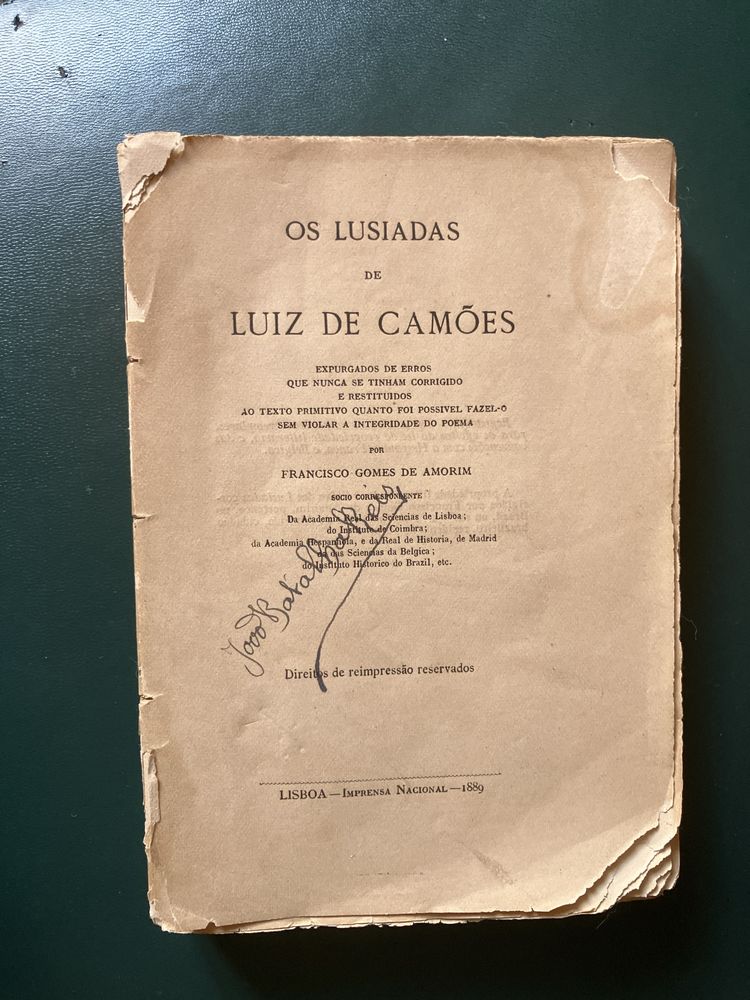 OS LUSIADAS
DE
LUIZ DE CAMÕES
EXPURGADOS DE ERROS
QUE NUNCA SE TINHAM CORRIGIDO
E RESTITUIDOS
AO TEXTO PRIMITIVO QUANTO FOI POSSIVEL FAZEL-O
SEM VIOLAR A INTEGRIDADE DO POEMA
POR
FRANCISCO GOMES DE AMORIM
SOCIO CORRESPONDENTE
Da Academia Real das Sciencias de Lisboa;
do Instituto de Coimbra;
da Academia Hespanhola, e da Real de Historia, de Madrid
das Sciencias da Belgica;
do Instituto Historico do Brazil, etc.
João Batalha Reis
Direitos de reimpressão reservados
LISBOA — IMPRENSA NACIONAL — 1889